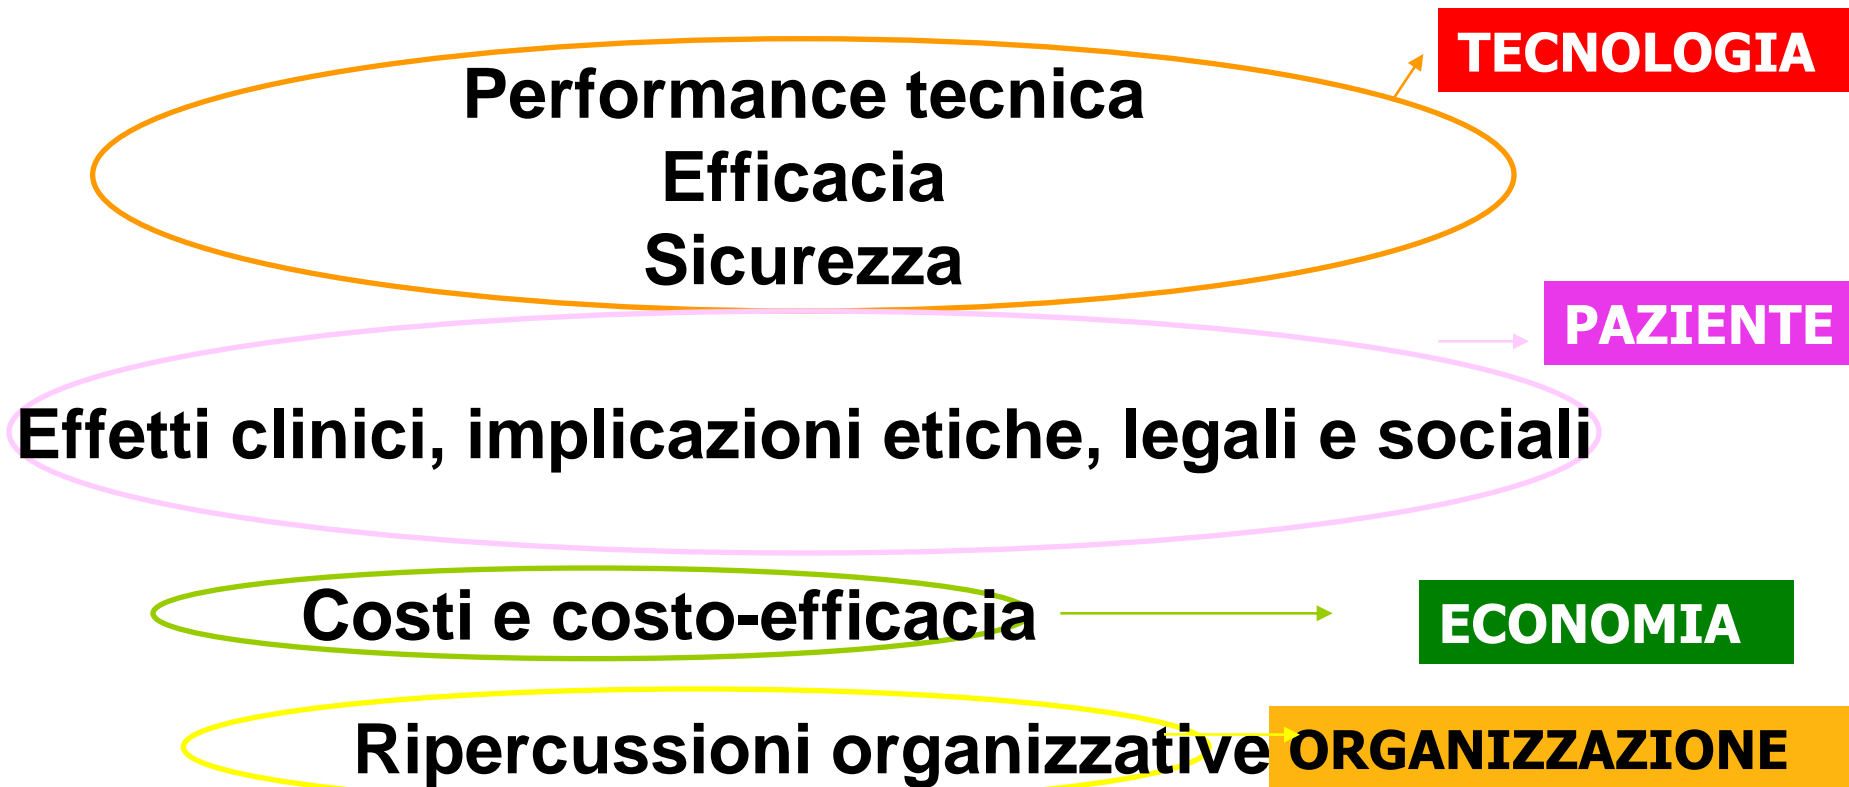 TECNOLOGIA
Performance tecnica
Efficacia
Sicurezza
PAZIENTE
Effetti clinici, implicazioni etiche, legali e sociali
Costi e costo-efficacia
ECONOMIA
Ripercussioni organizzative
ORGANIZZAZIONE